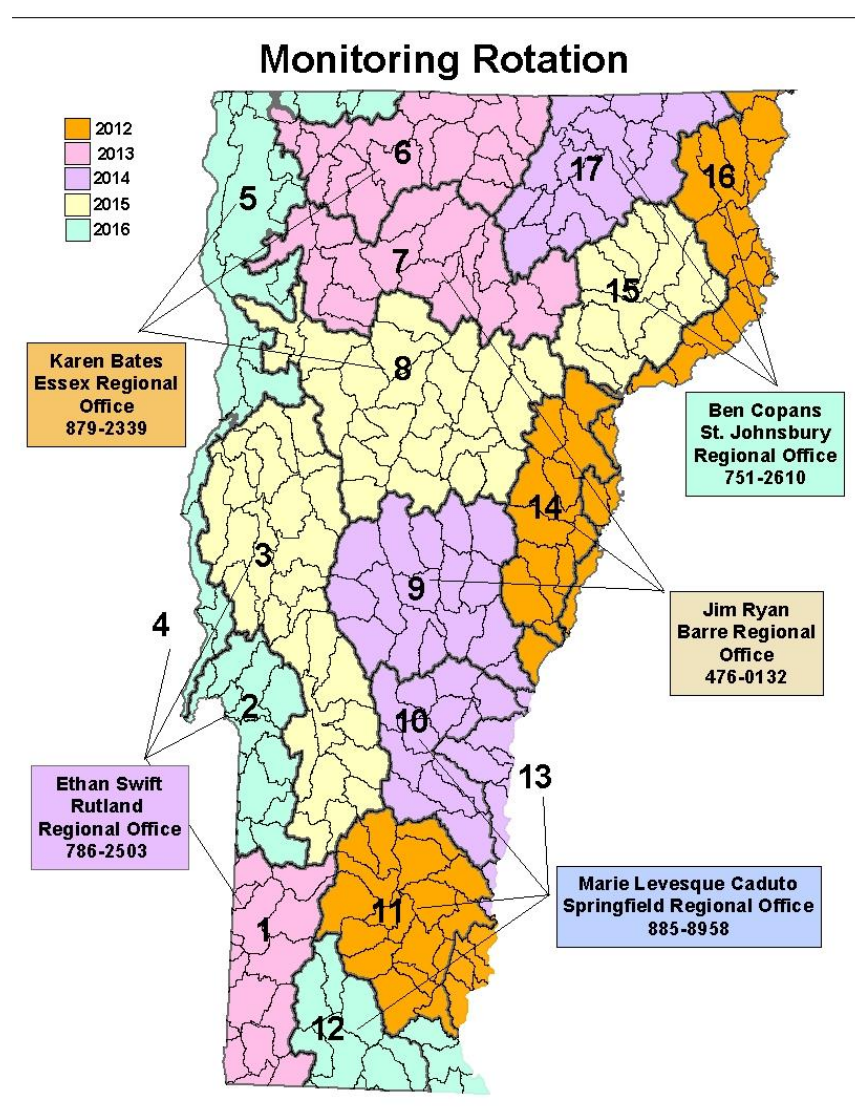 Monitoring Rotation
2012
2013
2014
2015
2016
5
6
17
16
7
15
8
Karen Bates
Essex Regional
Office
879-2339
Ben Copans
St. Johnsbury
Regional Office
751-2610
14
3
9
4
Jim Ryan
Barre Regional
Office
476-0132
2
10
13
Ethan Swift
Rutland
Regional Office
786-2503
Marie Levesque Caduto
Springfield Regional Office
885-8958
11
1
12